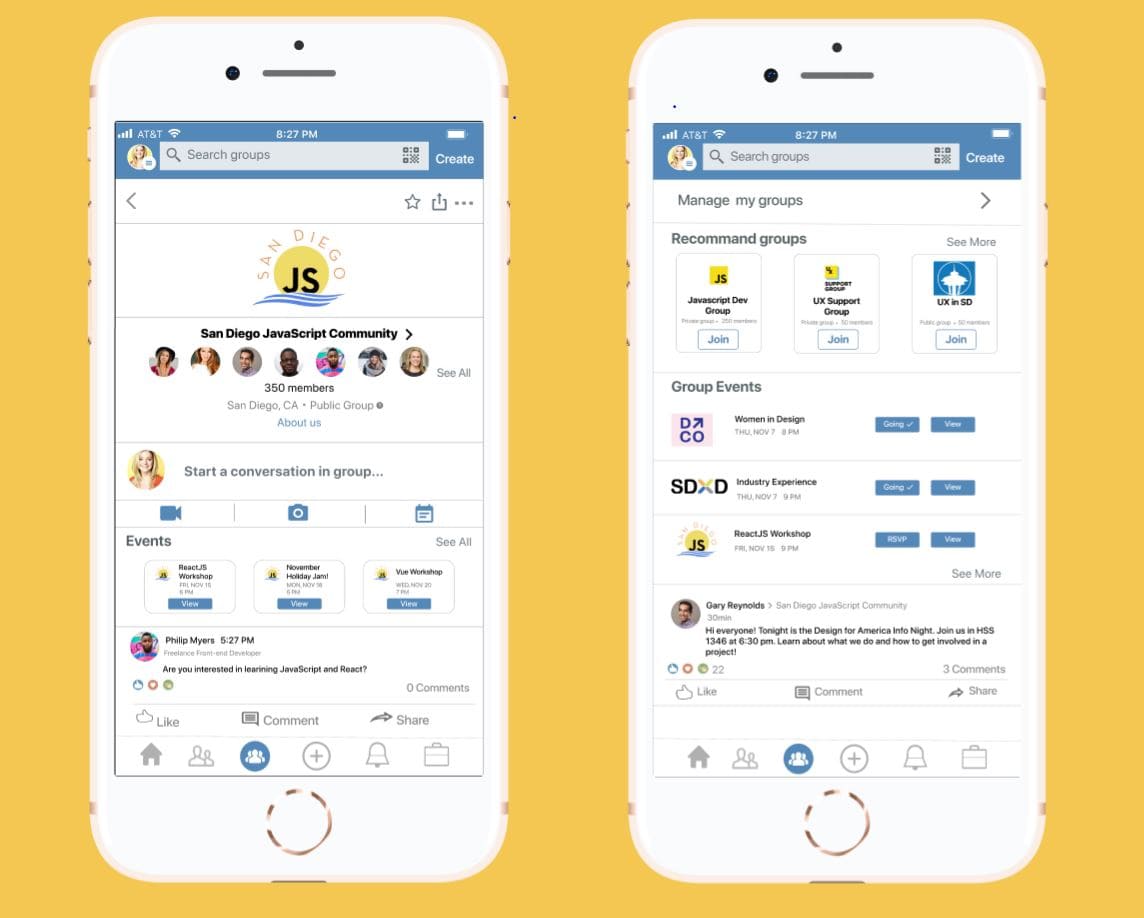 AT&T 8:27 PM
Search groups Create
SAN DIEGO
JS
San Diego JavaScript Community
See All
350 members
San Diego, CA • Public Group
About us
Start a conversation in group...
Events See All
JS ReactJS Workshop
FRI, NOV 15
6 PM
View
JS November Holiday Jam!
MON, NOV 16
6 PM
View
JS Vue Workshop
WED, NOV 20
7 PM
View
Philip Myers 5:27 PM
Freelance Front-end Developer
Are you interested in learining JavaScript and React?
0 Comments
Like Comment Share
AT&T 8:27 PM
Search groups Create
Manage my groups
Recommand groups See More
JS
Javascript Dev
Group
Private group • 250 members
Join
UX
SUPPORT
GROUP
UX Support
Group
Private group • 50 members
Join
UX in SD
Public group • 50 members
Join
Group Events
D
CO
Women in Design
THU, NOV 7 8 PM
Going View
SDXD
Industry Experience
THU, NOV 7 9 PM
Going View
SAN DIEGO
JS
ReactJS Workshop
FRI, NOV 15 9 PM
RSVP View
See More
Gary Reynolds > San Diego JavaScript Community
30min
Hi everyone! Tonight is the Design for America Info Night. Join us in HSS
1346 at 6:30 pm. Learn about what we do and how to get involved in a
project!
22 3 Comments
Like Comment Share